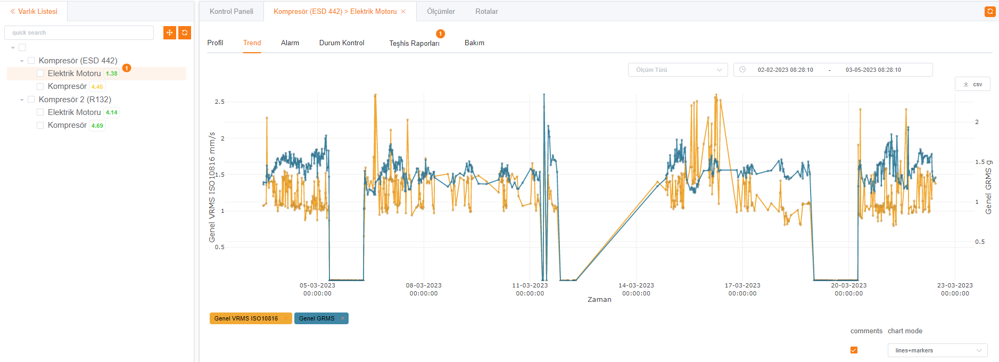 Varlık Listesi
Kontrol Paneli
Kompresör (ESD 442) > Elektrik Motoru
Ölçümler
Rotalar
quick search
Kompresör (ESD 442)
Elektrik Motoru 1.38
1
Kompresör 4.45
Kompresör 2 (R132)
Elektrik Motoru 4.14
Kompresör 4.69
Profil
Trend
Alarm
Durum Kontrol
Teşhis Raporları
1
Bakım
Ölçüm Türü
02-02-2023 08:28:10 - 03-05-2023 08:28:10
csv
Genel VRMS ISO10816 mm/s
2.5
2
1.5
1
0.5
2
1.5
1
0.5
Genel GRMS g
05-03-2023
00:00:00
08-03-2023
00:00:00
11-03-2023
00:00:00
14-03-2023
00:00:00
17-03-2023
00:00:00
20-03-2023
00:00:00
23-03-2023
00:00:00
Zaman
Genel VRMS ISO10816
Genel GRMS
comments
chart mode
lines+markers